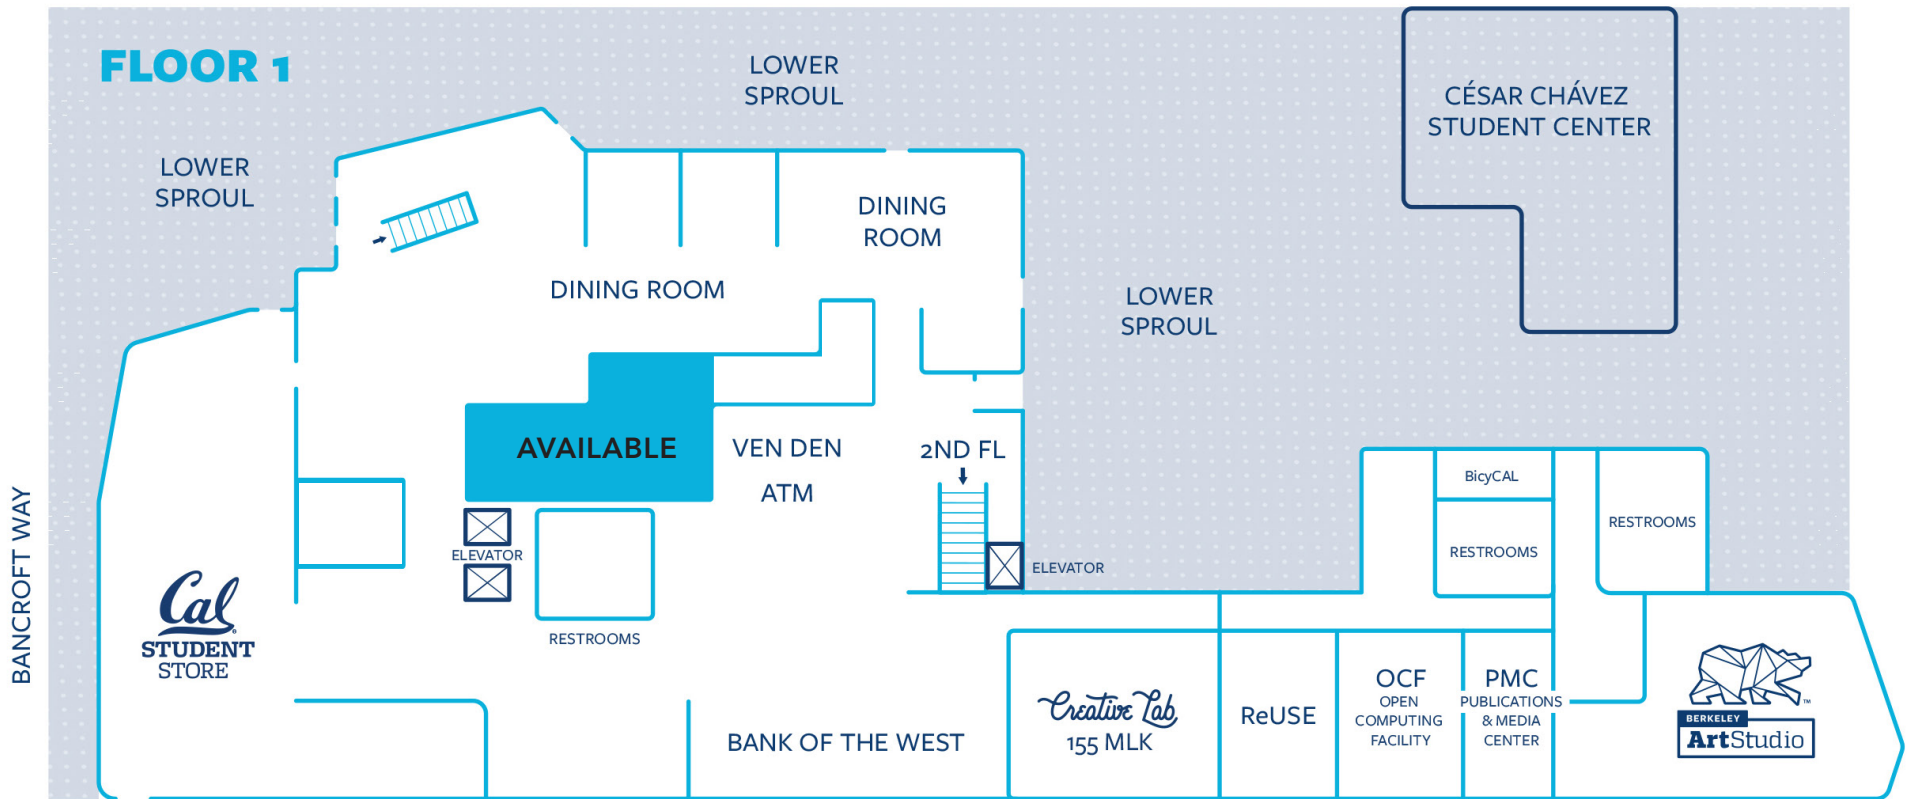 FLOOR 1
LOWER
SPROUL
CÉSAR CHÁVEZ
STUDENT CENTER
LOWER
SPROUL
DINING
ROOM
DINING ROOM
LOWER
SPROUL
AVAILABLE
VEN DEN
ATM
2ND FL
BicyCAL
RESTROOMS
RESTROOMS
ELEVATOR
ELEVATOR
BANCROFT WAY
Cal
STUDENT
STORE
RESTROOMS
Creative Lab
155 MLK
BANK OF THE WEST
ReUSE
OCF
OPEN
COMPUTING
FACILITY
PMC
PUBLICATIONS
& MEDIA
CENTER
TM
BERKELEY
ArtStudio